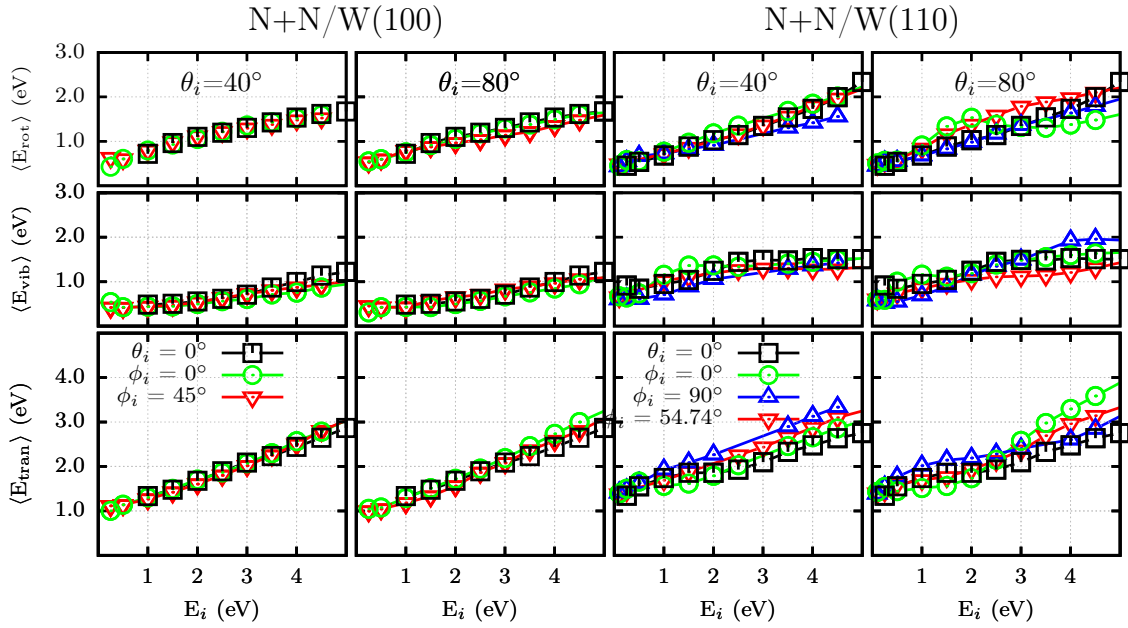 N+N/W(100) N+N/W(110)
θi=40° θi=80° θi=40° θi=80°
⟨Erot⟩ (eV)
3.0
2.0
1.0
⟨Evib⟩ (eV)
3.0
2.0
1.0
⟨Etran⟩ (eV)
4.0
3.0
2.0
1.0
θi = 0°
ϕi = 0°
ϕi = 45°
θi = 0°
ϕi = 0°
ϕi = 90°
ϕi = 54.74°
1 2 3 4 1 2 3 4 1 2 3 4 1 2 3 4
Ei (eV) Ei (eV) Ei (eV) Ei (eV)